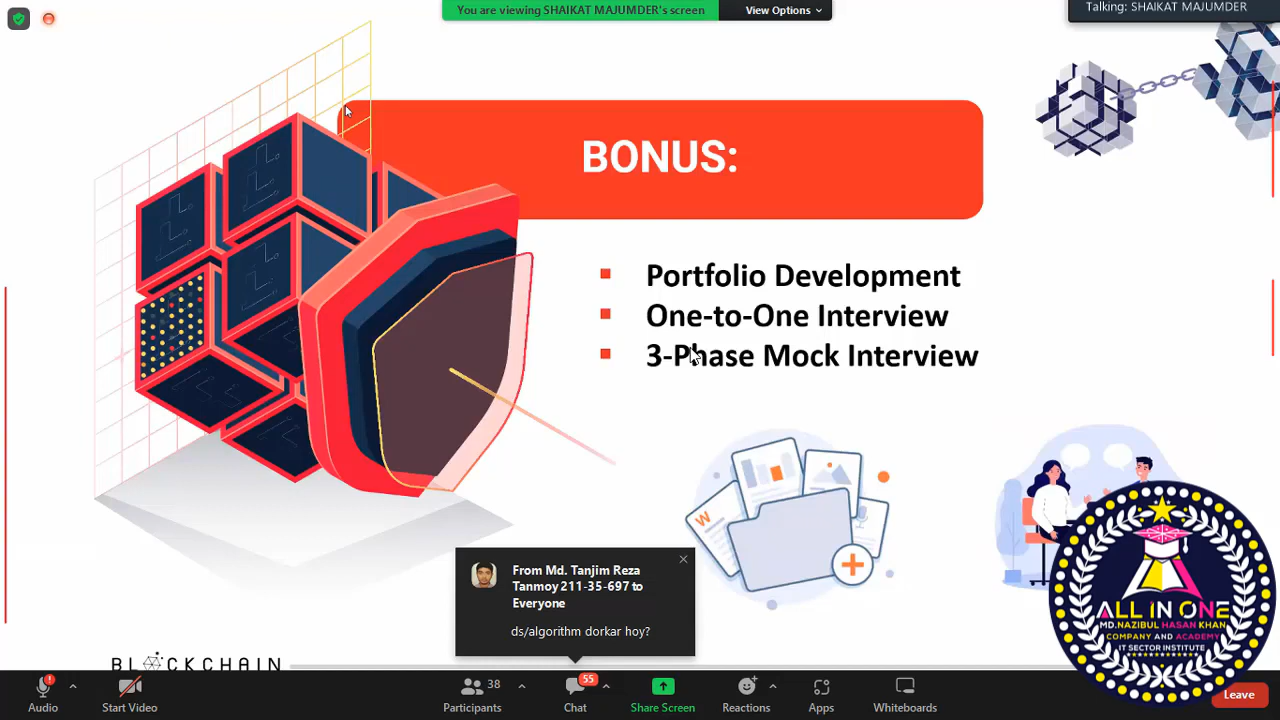 You are viewing SHAIKAT MAJUMDER's screen
View Options
Talking: SHAIKAT MAJUMDER
BONUS:
Portfolio Development
One-to-One Interview
3-Phase Mock Interview
W
From Md. Tanjim Reza
Tanmoy 211-35-697 to
Everyone
ds/algorithm dorkar hoy?
ALL IN ONE
MD.NAZIBUL HASAN KHAN
COMPANY AND ACADEMY
IT SECTOR INSTITUTE
BLOCKCHAIN
Audio
Start Video
38
Participants
55
Chat
Share Screen
Reactions
Apps
Whiteboards
Leave